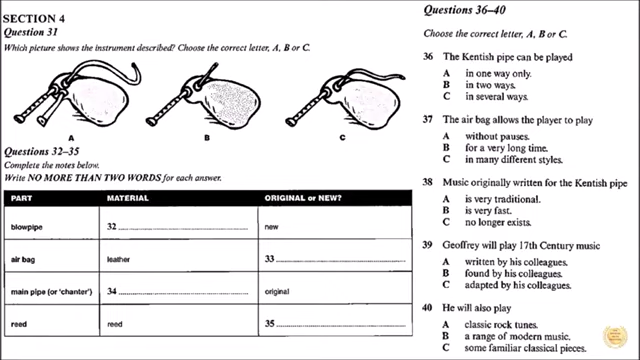 SECTION 4
Question 31
Which picture shows the instrument described? Choose the correct letter, A, B or C.
A
B
C
Questions 32–35
Complete the notes below.
Write NO MORE THAN TWO WORDS for each answer.
PART MATERIAL ORIGINAL or NEW?
blowpipe 32 new
air bag leather 33
main pipe (or 'chanter') 34 original
reed reed 35
Questions 36–40
Choose the correct letter, A, B or C.
36 The Kentish pipe can be played
A in one way only.
B in two ways.
C in several ways.
37 The air bag allows the player to play
A without pauses.
B for a very long time.
C in many different styles.
38 Music originally written for the Kentish pipe
A is very traditional.
B is very fast.
C no longer exists.
39 Geoffrey will play 17th Century music
A written by his colleagues.
B found by his colleagues.
C adapted by his colleagues.
40 He will also play
A classic rock tunes.
B a range of modern music.
C some familiar classical pieces.